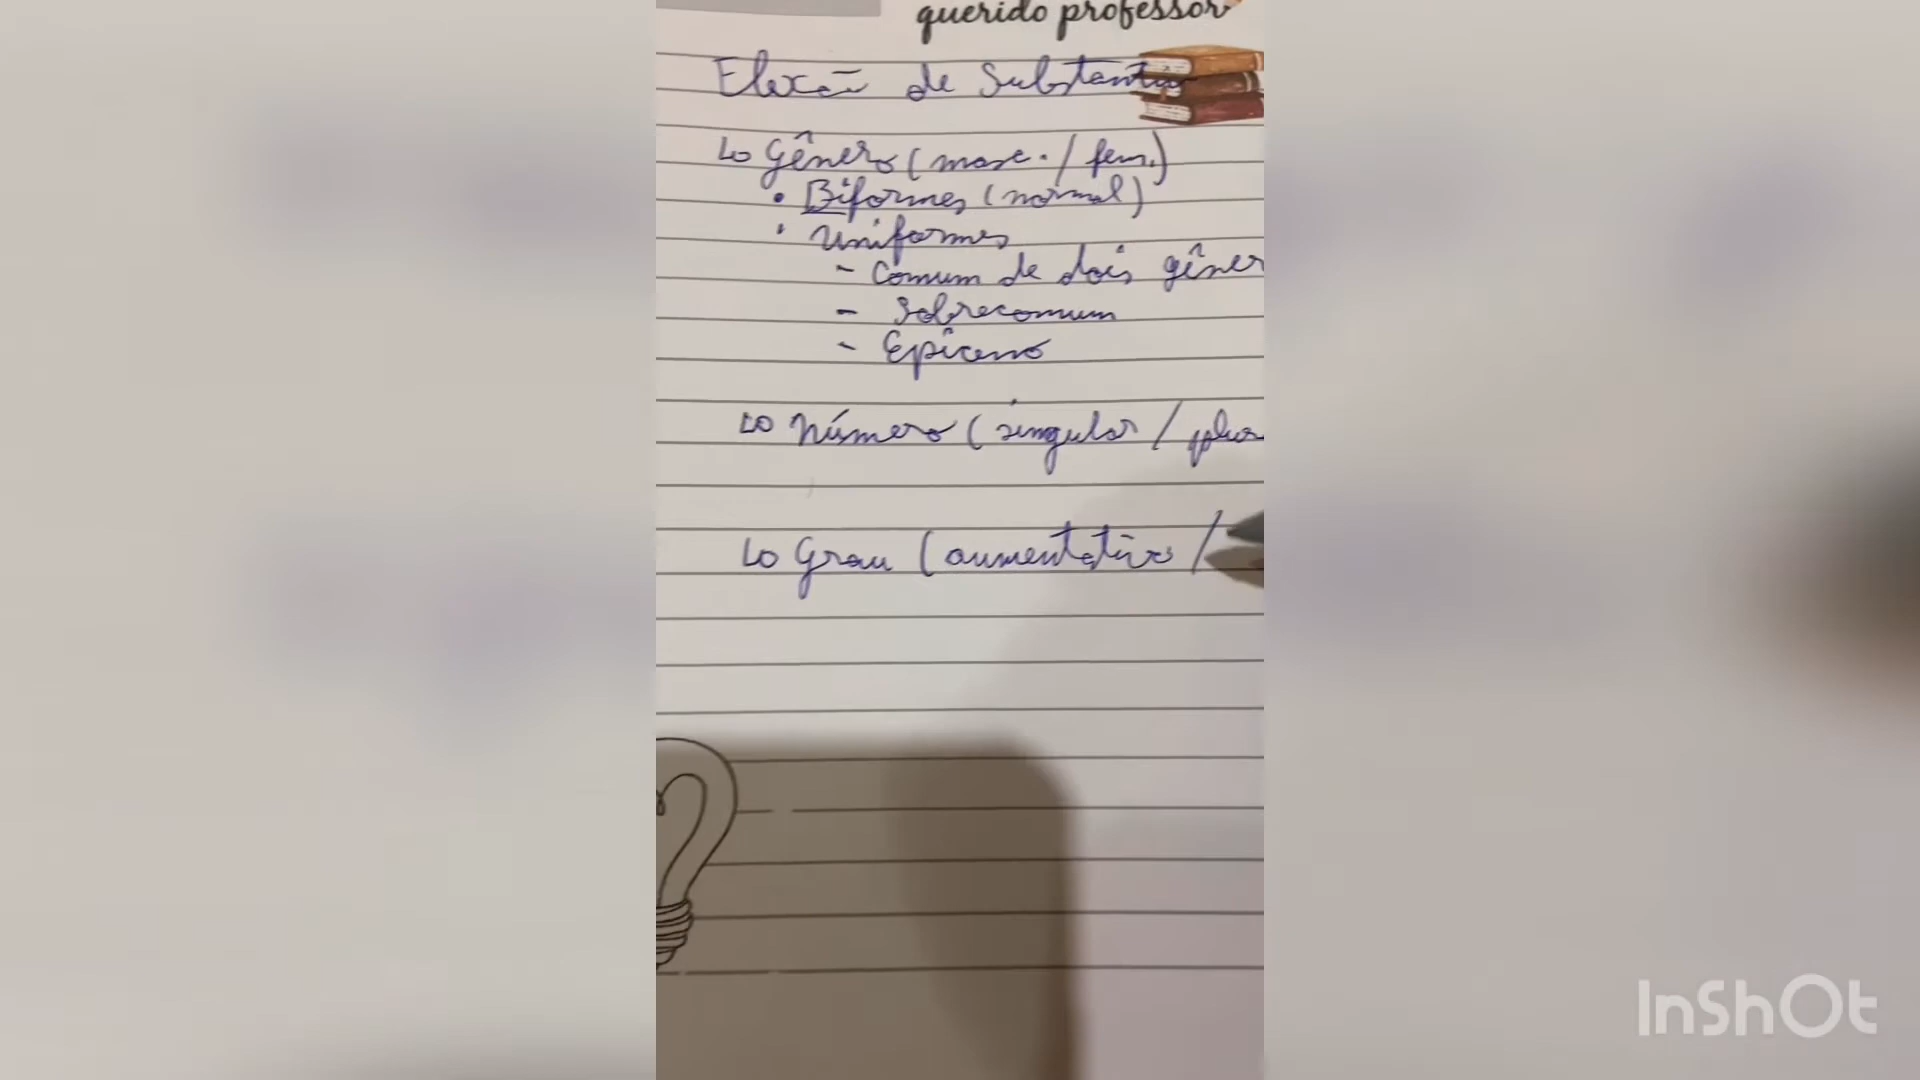 querido professor
Flexão de Substantivo
↳ Gênero (masc. / fem.)
• Biformes (normal)
• Uniformes
- Comum de dois gêner
- Sobrecomum
- Epiceno
↳ Número (singular / plur
↳ Grau (aumentativo /
InShOt